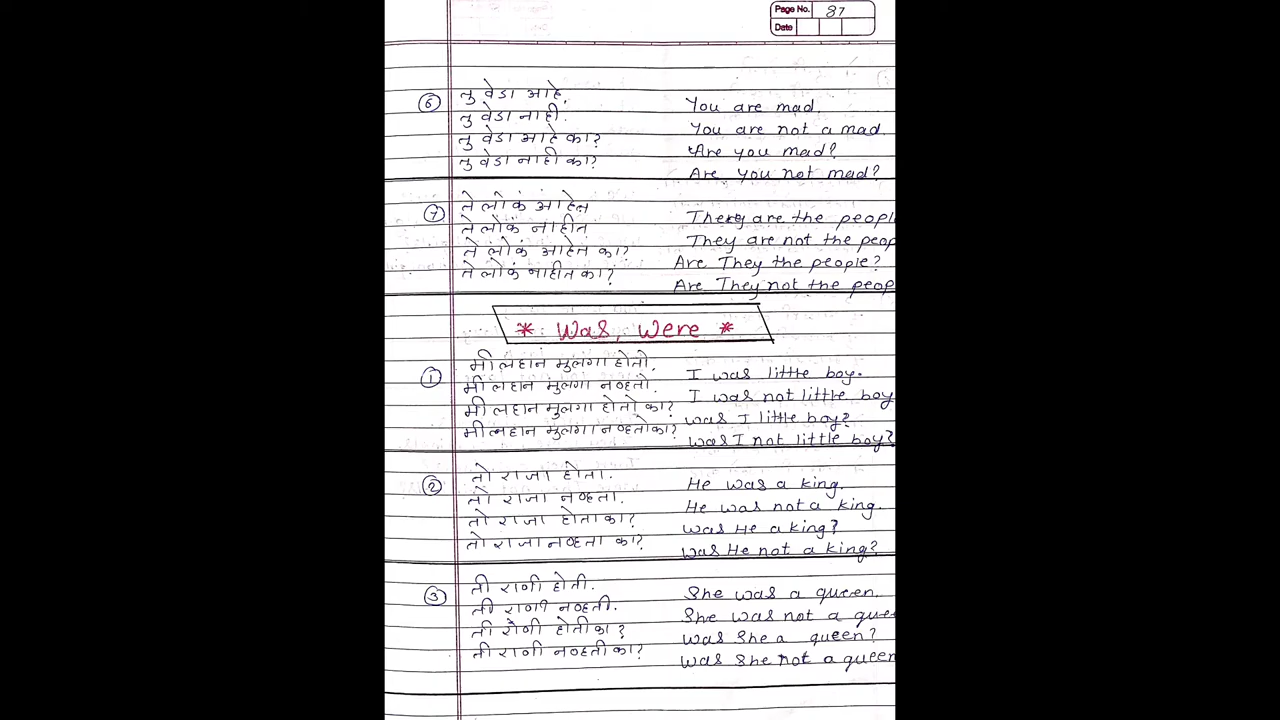 Page No. 87
Date
⑥ तु वेडा आहे. You are mad.
तु वेडा नाही. You are not a mad.
तु वेडा आहे का? Are you mad?
तु वेडा नाही का? Are you not mad?
⑦ ते लोकं आहेत are the peopl
ते लोकं नाहीत They are not the peop
ते लोकं आहेत का? Are They the people?
ते लोकं नाहीत का? Are They not the peop
* Was, Were *
① मी लहान मुलगा होतो. I was little boy.
मी लहान मुलगा नव्हतो. I was not little boy
मी लहान मुलगा होतो का? was I little boy?
मी लहान मुलगा नव्हतो का? was I not little boy?
② तो राजा होता. He was a king.
तो राजा नव्हता. He was not a king.
तो राजा होता का? was He a king?
तो राजा नव्हता का? was He not a king?
③ ती राणी होती. She was a queen.
ती राणी नव्हती. She was not a que
ती राणी होती का? was She a queen?
ती राणी नव्हती का? was She not a queen